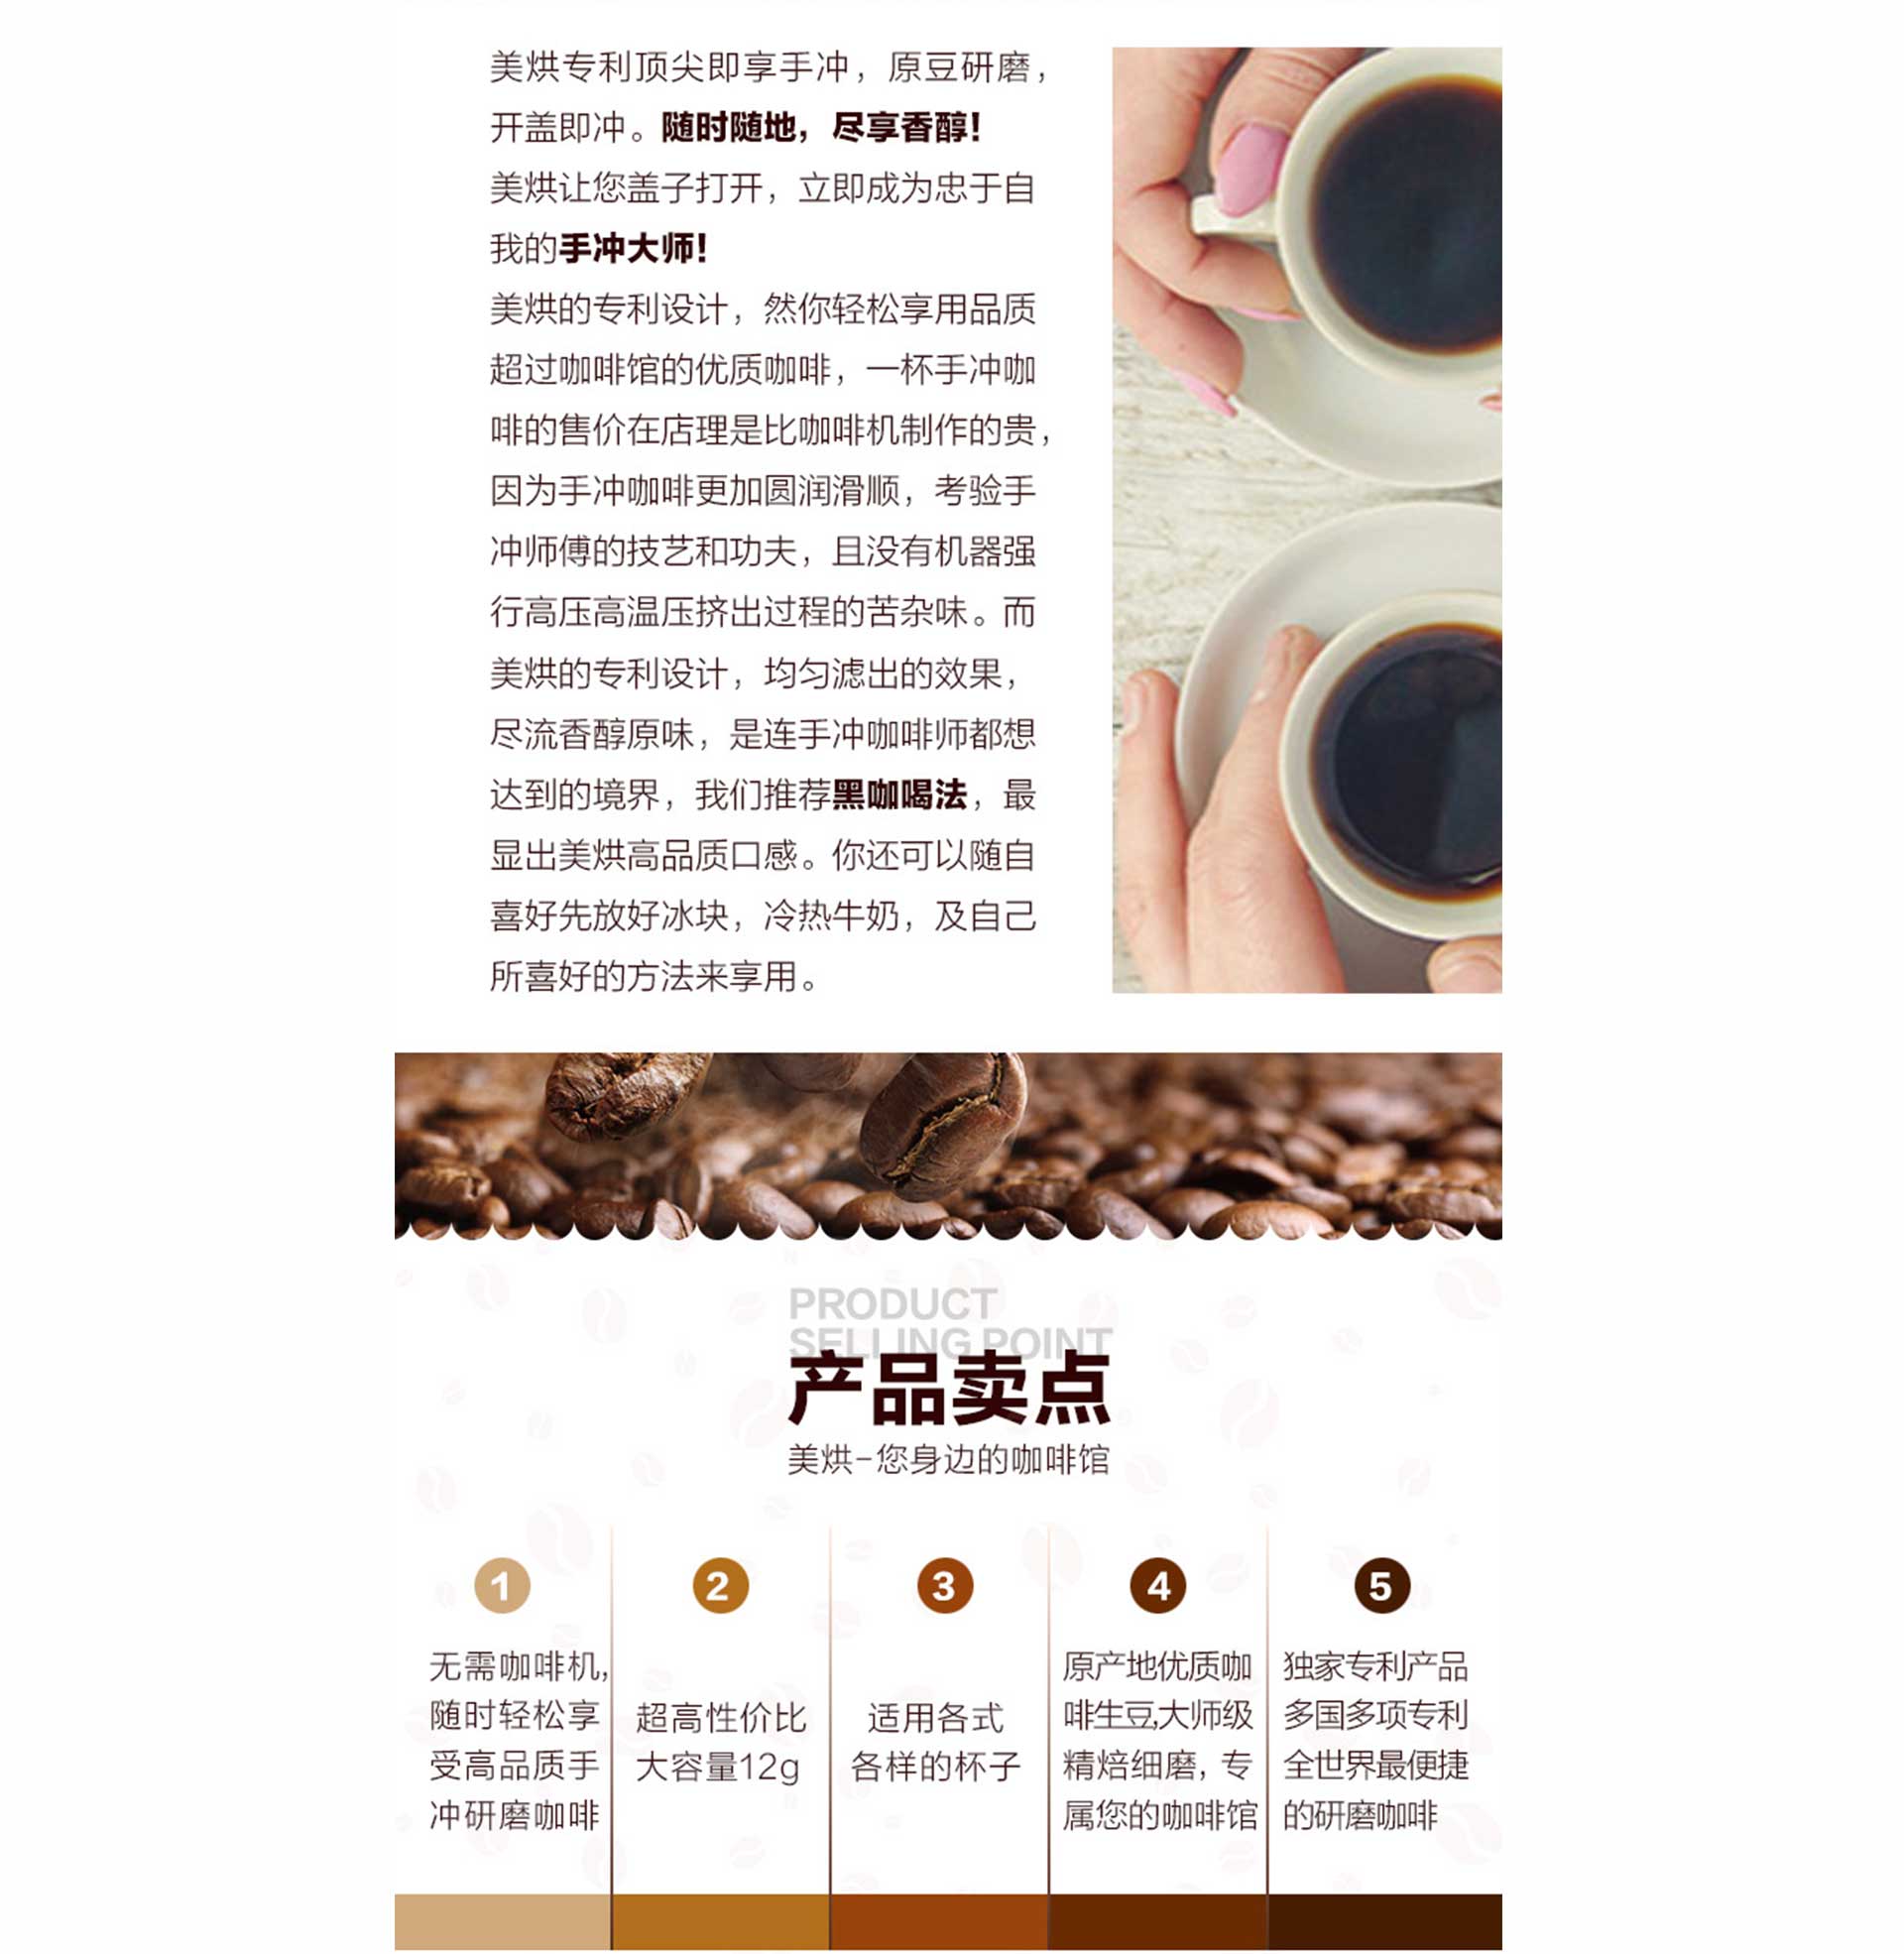 美烘专利顶尖即享手冲，原豆研磨，
开盖即冲。随时随地，尽享香醇！
美烘让您盖子打开，立即成为忠于自
我的手冲大师！
美烘的专利设计，然你轻松享用品质
超过咖啡馆的优质咖啡，一杯手冲咖
啡的售价在店理是比咖啡机制作的贵，
因为手冲咖啡更加圆润滑顺，考验手
冲师傅的技艺和功夫，且没有机器强
行高压高温压挤出过程的苦杂味。而
美烘的专利设计，均匀滤出的效果，
尽流香醇原味，是连手冲咖啡师都想
达到的境界，我们推荐黑咖喝法，最
显出美烘高品质口感。你还可以随自
喜好先放好冰块，冷热牛奶，及自己
所喜好的方法来享用。
PRODUCT
SELLING POINT
产品卖点
美烘-您身边的咖啡馆
1
无需咖啡机,
随时轻松享
受高品质手
冲研磨咖啡
2
超高性价比
大容量12g
3
适用各式
各样的杯子
4
原产地优质咖
啡生豆,大师级
精焙细磨，专
属您的咖啡馆
5
独家专利产品
多国多项专利
全世界最便捷
的研磨咖啡